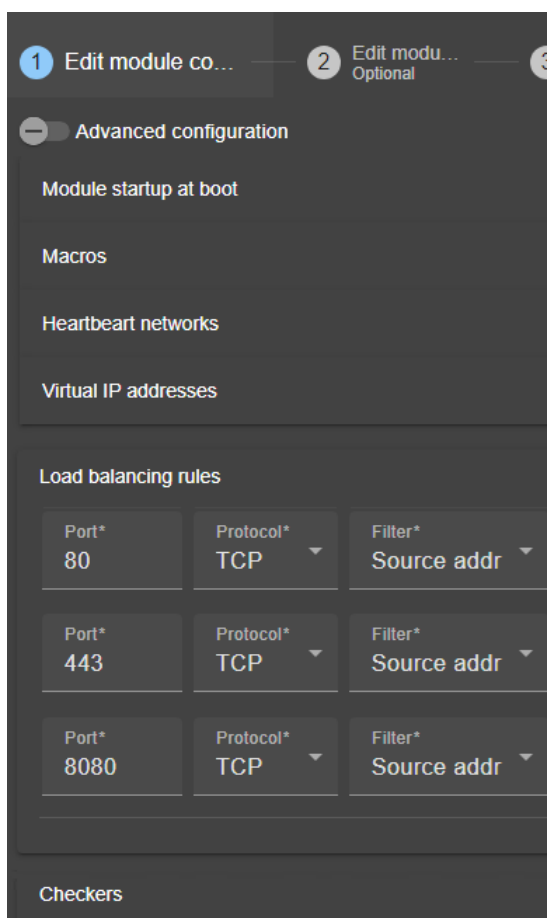 1 Edit module co... 2 Edit modu... 3
Optional
Advanced configuration
Module startup at boot
Macros
Heartbeart networks
Virtual IP addresses
Load balancing rules
Port* Protocol* Filter*
80 TCP Source addr
Port* Protocol* Filter*
443 TCP Source addr
Port* Protocol* Filter*
8080 TCP Source addr
Checkers